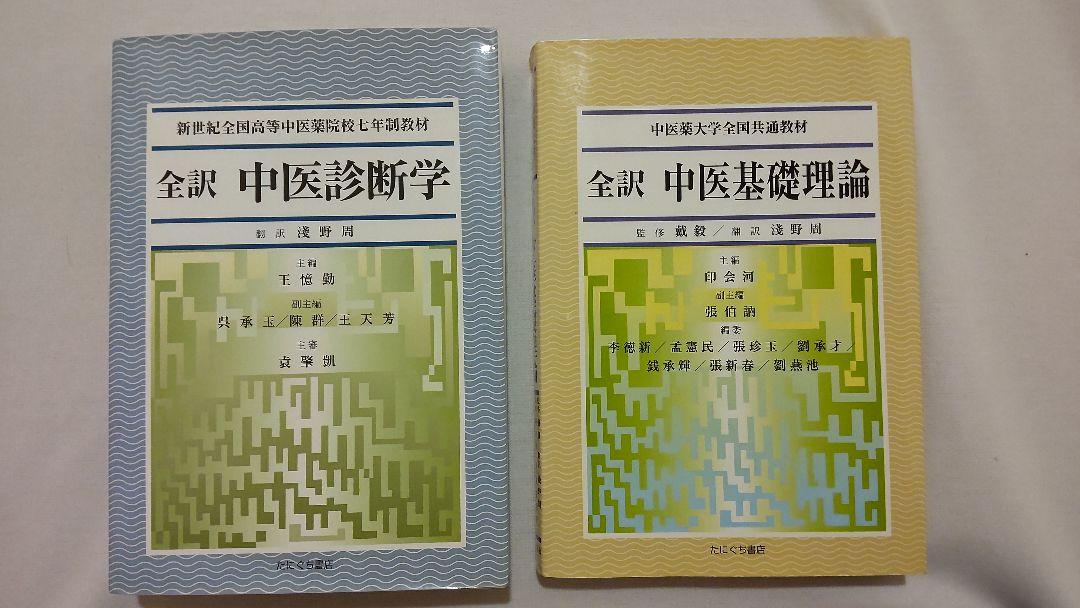 新世紀全国高等中医薬院校七年制教材
全訳 中医診断学
翻訳 淺野周
主編
王憶勤
副主編
呉承玉/陳群/王天芳
主審
袁肇凱
たにぐち書店
中医薬大学全国共通教材
全訳 中医基礎理論
監修 戴毅/翻訳 淺野周
主編
印会河
副主編
張伯訥
編委
李徳新/孟憲民/張珍玉/劉承才/
銭承輝/張新春/劉燕池
たにぐち書店